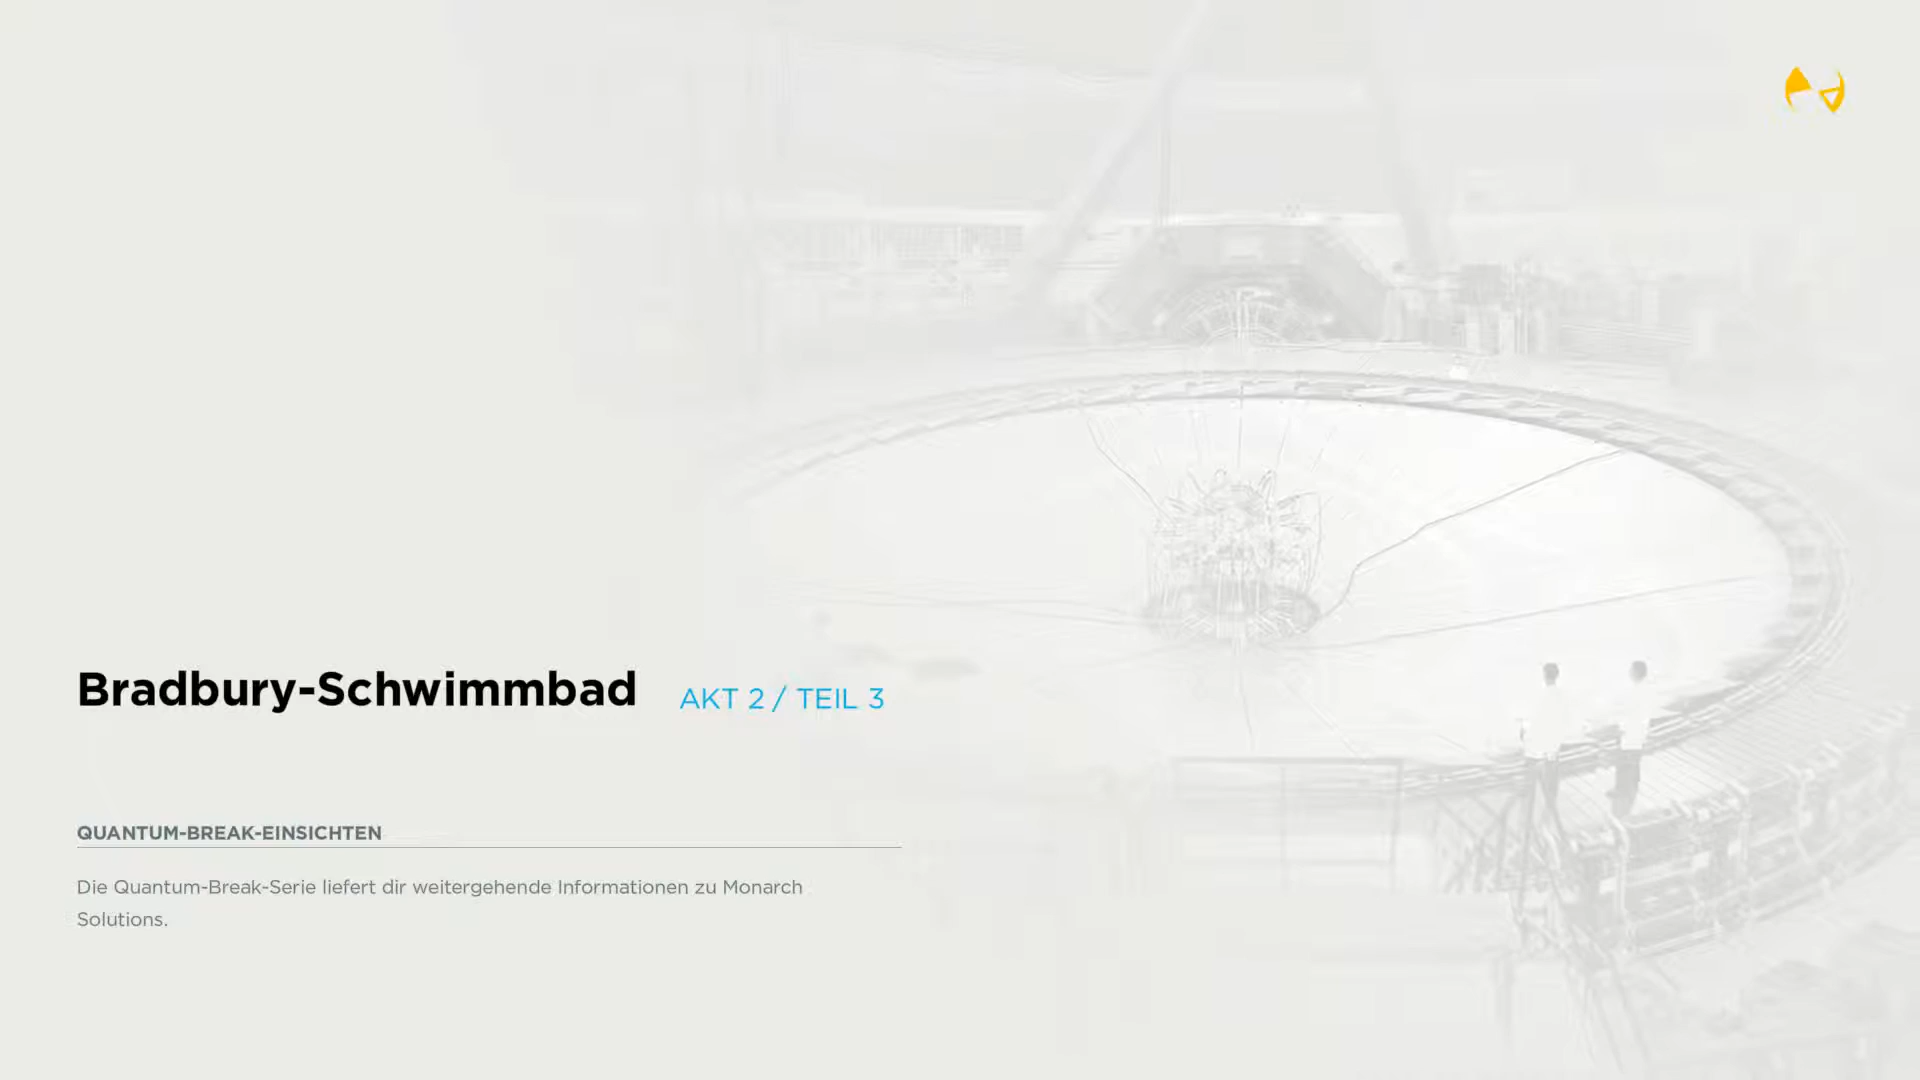 Bradbury-Schwimmbad AKT 2 / TEIL 3
QUANTUM-BREAK-EINSICHTEN
Die Quantum-Break-Serie liefert dir weitergehende Informationen zu Monarch
Solutions.